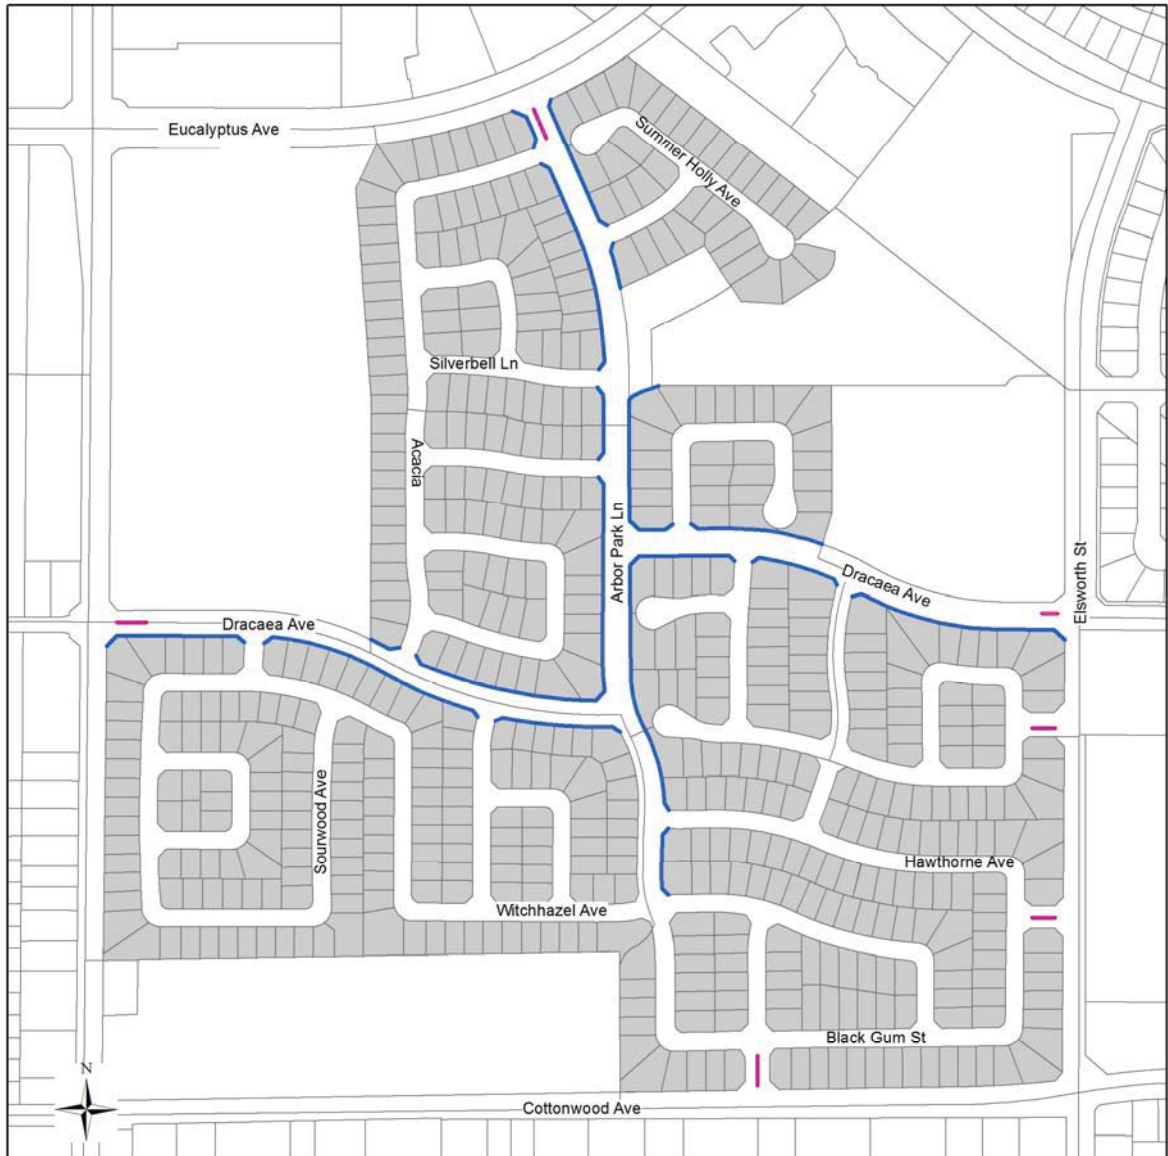 Eucalyptus Ave
Summer Holly Ave
Silverbell Ln
Acacia
Arbor Park Ln
Elsworth St
Dracaea Ave
Dracaea Ave
Sourwood Ave
Hawthorne Ave
Witchhazel Ave
Black Gum St
N
Cottonwood Ave